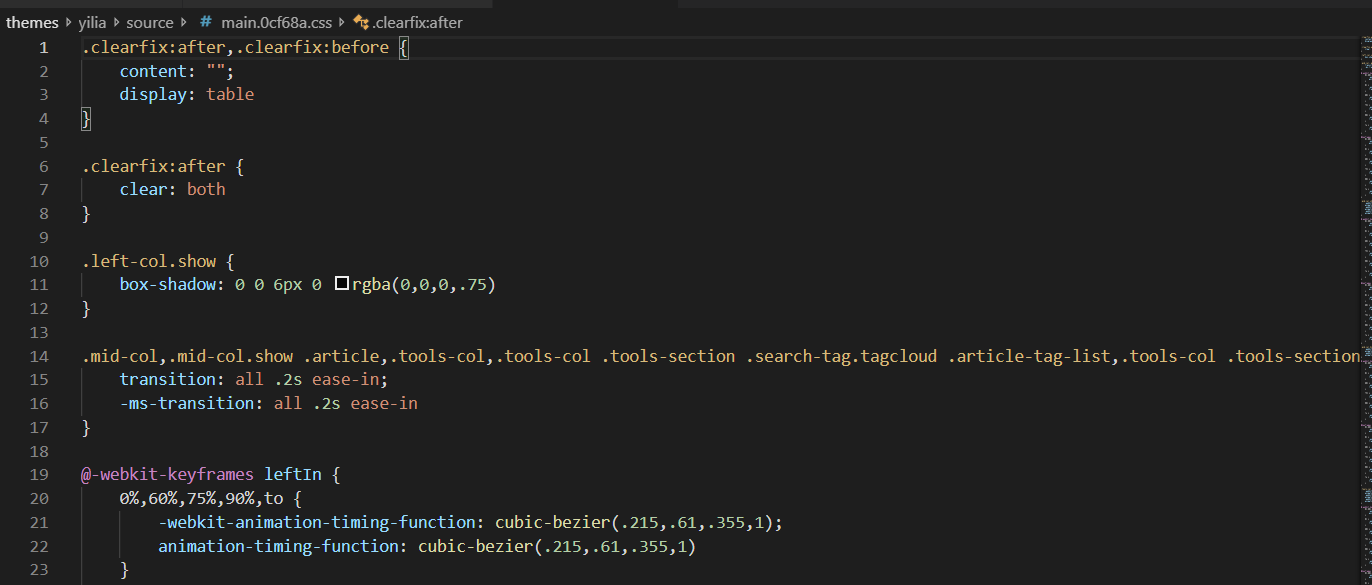 themes yilia source # main.0cf68a.css .clearfix:after
1 .clearfix:after,.clearfix:before {
2 content: "";
3 display: table
4 }
5
6 .clearfix:after {
7 clear: both
8 }
9
10 .left-col.show {
11 box-shadow: 0 0 6px 0 rgba(0,0,0,.75)
12 }
13
14 .mid-col,.mid-col.show .article,.tools-col,.tools-col .tools-section .search-tag.tagcloud .article-tag-list,.tools-col .tools-section
15 transition: all .2s ease-in;
16 -ms-transition: all .2s ease-in
17 }
18
19 @-webkit-keyframes leftIn {
20 0%,60%,75%,90%,to {
21 -webkit-animation-timing-function: cubic-bezier(.215,.61,.355,1);
22 animation-timing-function: cubic-bezier(.215,.61,.355,1)
23 }